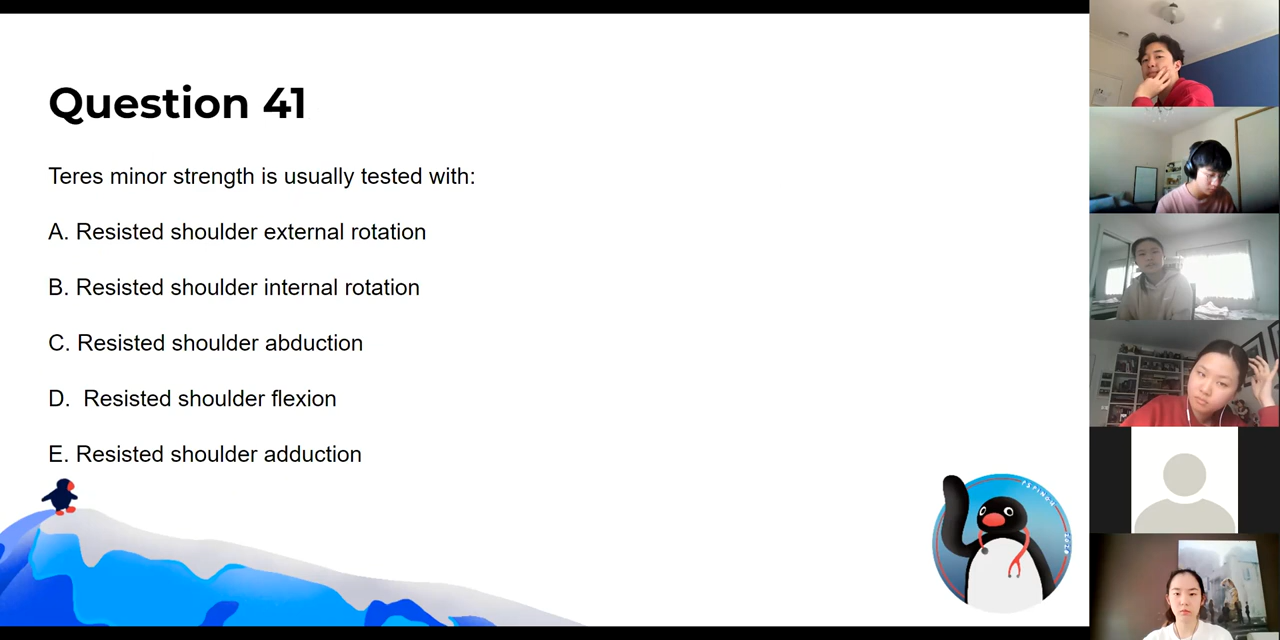 Question 41
Teres minor strength is usually tested with:
A. Resisted shoulder external rotation
B. Resisted shoulder internal rotation
C. Resisted shoulder abduction
D. Resisted shoulder flexion
E. Resisted shoulder adduction